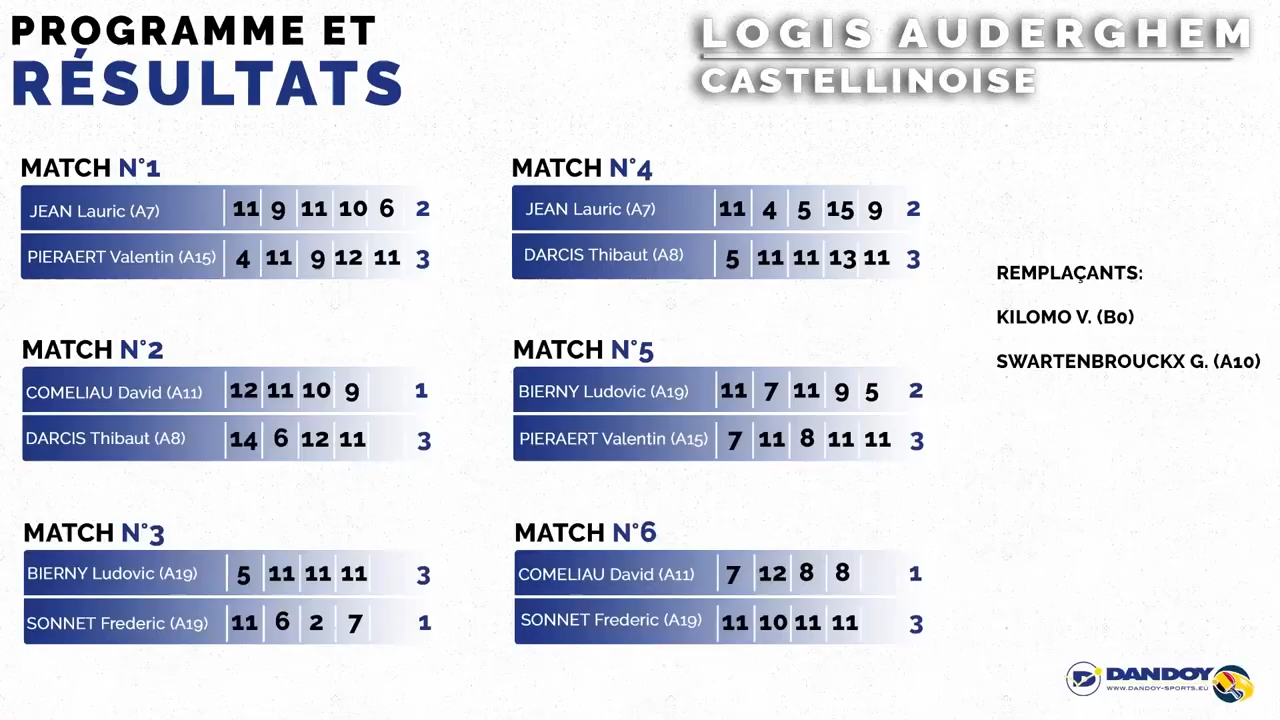 PROGRAMME ET
RÉSULTATS
LOGIS AUDERGHEM
CASTELLINOISE
MATCH N°1
JEAN Lauric (A7) 11 9 11 10 6 2
PIERAERT Valentin (A15) 4 11 9 12 11 3
MATCH N°2
COMELIAU David (A11) 12 11 10 9 1
DARCIS Thibaut (A8) 14 6 12 11 3
MATCH N°3
BIERNY Ludovic (A19) 5 11 11 11 3
SONNET Frederic (A19) 11 6 2 7 1
MATCH N°4
JEAN Lauric (A7) 11 4 5 15 9 2
DARCIS Thibaut (A8) 5 11 11 13 11 3
MATCH N°5
BIERNY Ludovic (A19) 11 7 11 9 5 2
PIERAERT Valentin (A15) 7 11 8 11 11 3
MATCH N°6
COMELIAU David (A11) 7 12 8 8 1
SONNET Frederic (A19) 11 10 11 11 3
REMPLAÇANTS:
KILOMO V. (B0)
SWARTENBROUCKX G. (A10)
DANDOY
WWW.DANDOY-SPORTS.EU